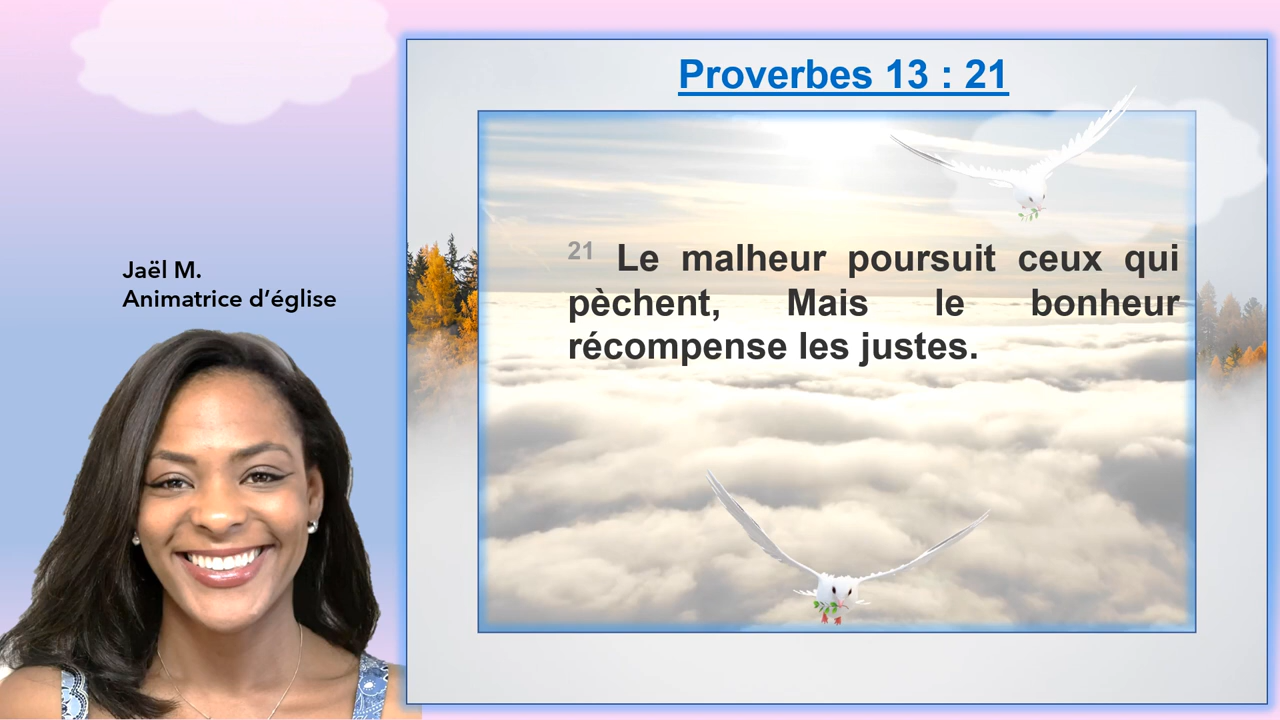 Proverbes 13 : 21
21 Le malheur poursuit ceux qui
pèchent, Mais le bonheur
récompense les justes.
Jaël M.
Animatrice d’église